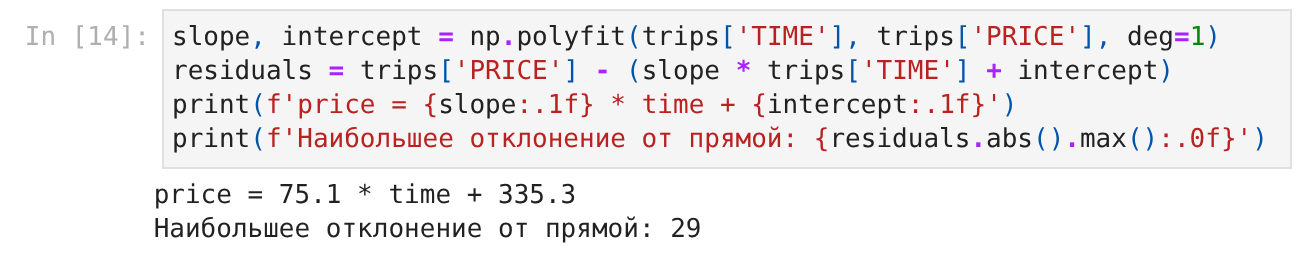 In [14]: slope, intercept = np.polyfit(trips['TIME'], trips['PRICE'], deg=1)
residuals = trips['PRICE'] - (slope * trips['TIME'] + intercept)
print(f'price = {slope:.1f} * time + {intercept:.1f}')
print(f'Наибольшее отклонение от прямой: {residuals.abs().max():.0f}')
price = 75.1 * time + 335.3
Наибольшее отклонение от прямой: 29